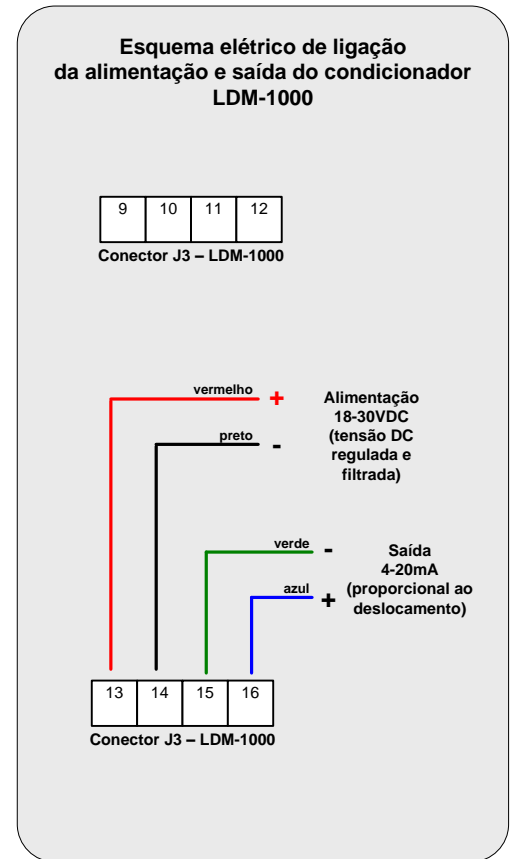 Esquema elétrico de ligação
da alimentação e saída do condicionador
LDM-1000
9 10 11 12
Conector J3 – LDM-1000
vermelho +
Alimentação
18-30VDC
(tensão DC
regulada e
filtrada)
preto -
verde -
Saída
4-20mA
(proporcional ao
deslocamento)
azul +
13 14 15 16
Conector J3 – LDM-1000